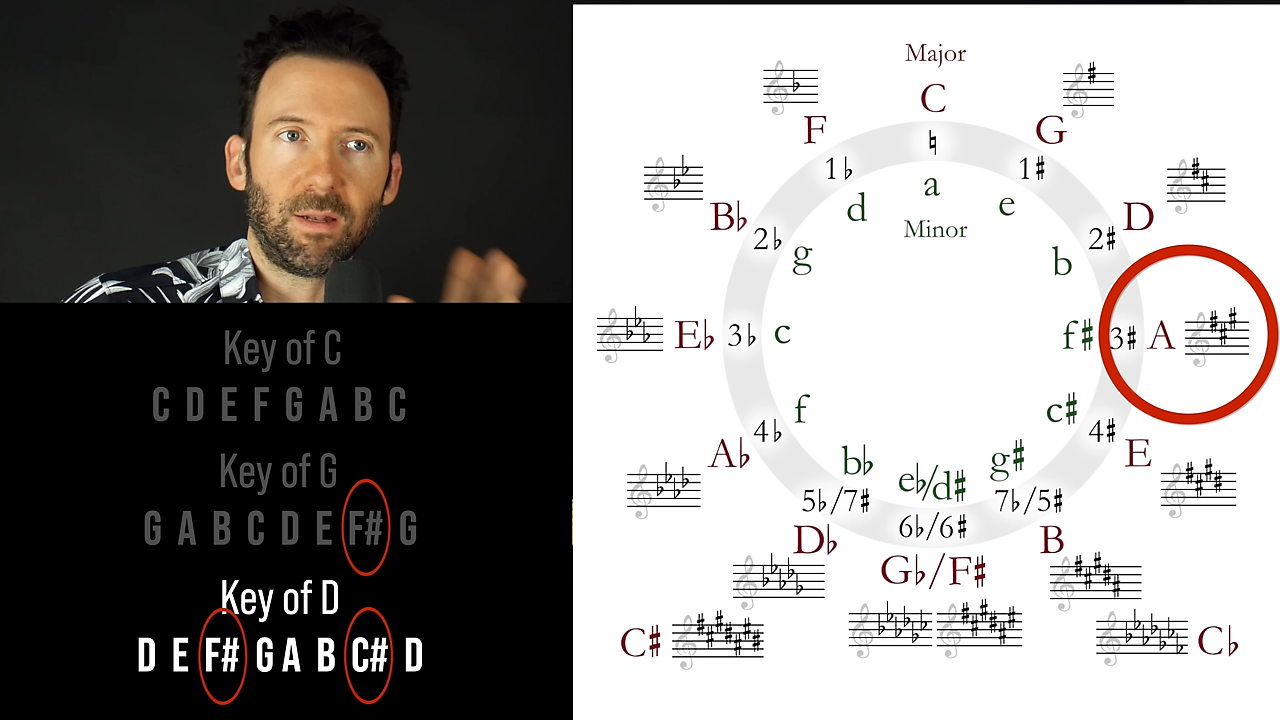 Key of C
C D E F G A B C
Key of G
G A B C D E F# G
Key of D
D E F# G A B C# D
Major
C
F
G
♮
1♭
1♯
a
d
e
Minor
B♭
D
2♭
2♯
g
b
E♭
3♭
c
f♯
3♯
A
f
c♯
4♭
4♯
A♭
E
b♭
g♯
e♭/d♯
5♭/7♯
7♭/5♯
6♭/6♯
D♭
B
G♭/F♯
C♯
C♭